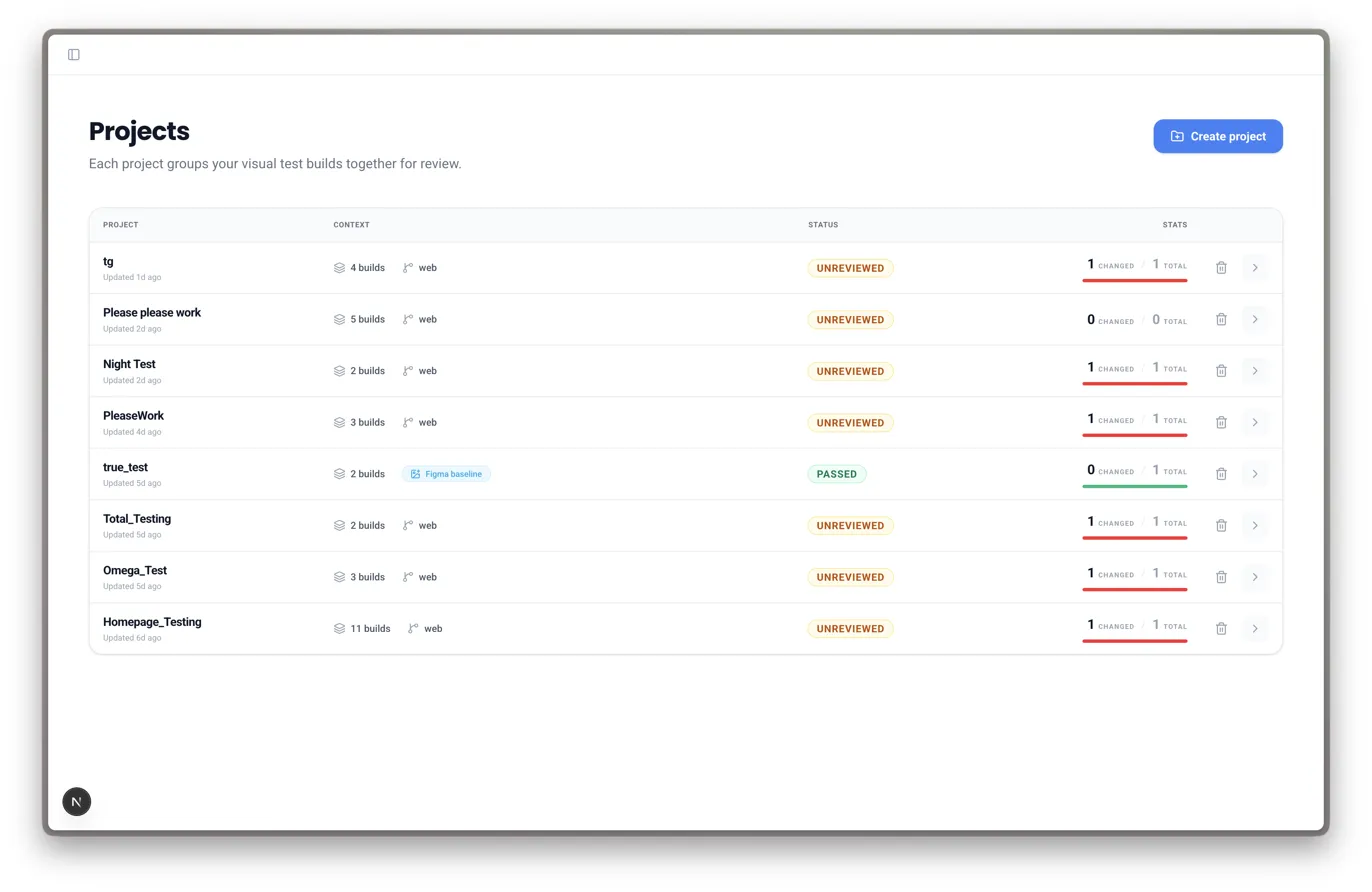 Projects
Create project
Each project groups your visual test builds together for review.
PROJECT CONTEXT STATUS STATS
tg
Updated 1d ago
4 builds web UNREVIEWED 1 CHANGED / 1 TOTAL
Please please work
Updated 2d ago
5 builds web UNREVIEWED 0 CHANGED / 0 TOTAL
Night Test
Updated 2d ago
2 builds web UNREVIEWED 1 CHANGED / 1 TOTAL
PleaseWork
Updated 4d ago
3 builds web UNREVIEWED 1 CHANGED / 1 TOTAL
true_test
Updated 5d ago
2 builds Figma baseline PASSED 0 CHANGED / 1 TOTAL
Total_Testing
Updated 5d ago
2 builds web UNREVIEWED 1 CHANGED / 1 TOTAL
Omega_Test
Updated 5d ago
3 builds web UNREVIEWED 1 CHANGED / 1 TOTAL
Homepage_Testing
Updated 6d ago
11 builds web UNREVIEWED 1 CHANGED / 1 TOTAL
N